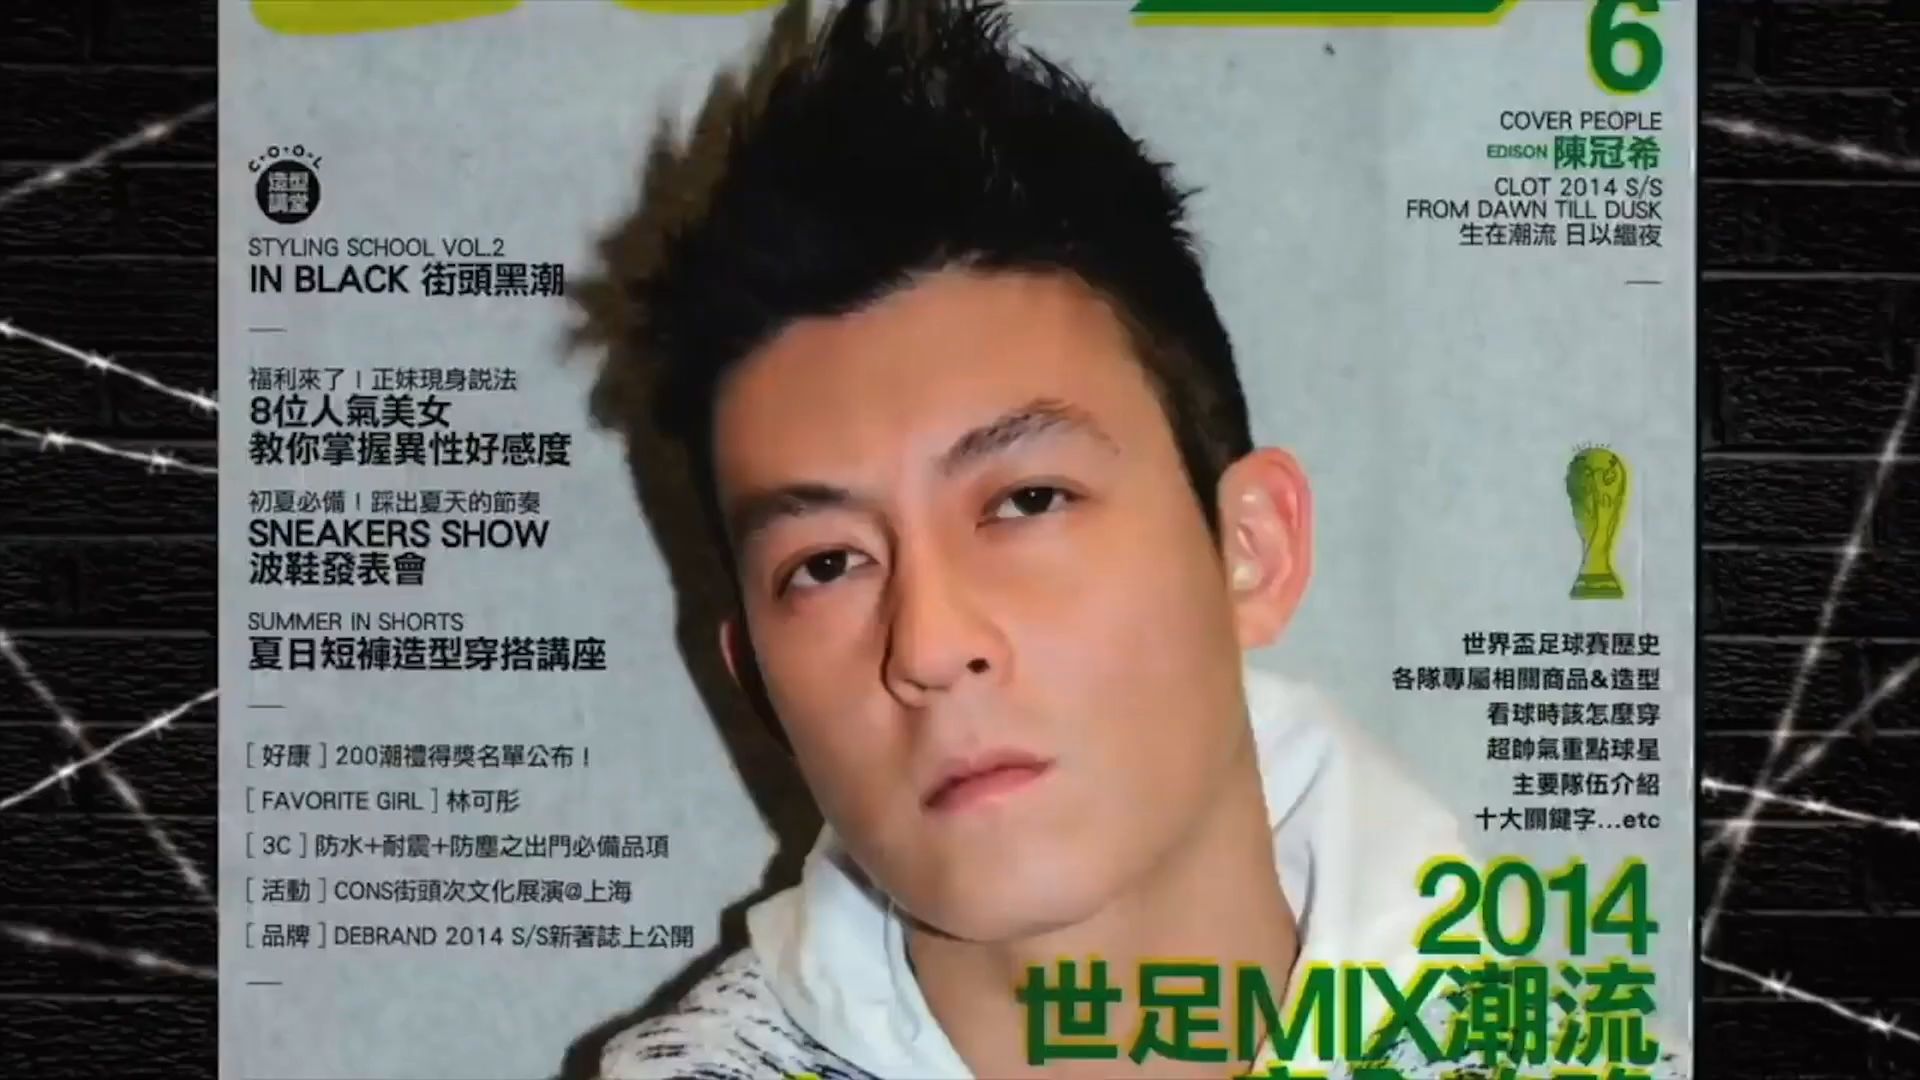 6
COVER PEOPLE
EDISON 陳冠希
CLOT 2014 S/S
FROM DAWN TILL DUSK
生在潮流 日以繼夜
C·O·O·L
造型
講堂
STYLING SCHOOL VOL.2
IN BLACK 街頭黑潮
福利來了 | 正妹現身說法
8位人氣美女
教你掌握異性好感度
初夏必備 | 踩出夏天的節奏
SNEAKERS SHOW
波鞋發表會
SUMMER IN SHORTS
夏日短褲造型穿搭講座
[ 好康 ] 200潮禮得獎名單公布！
[ FAVORITE GIRL ] 林可彤
[ 3C ] 防水+耐震+防塵之出門必備品項
[ 活動 ] CONS街頭次文化展演@上海
[ 品牌 ] DEBRAND 2014 S/S新著誌上公開
世界盃足球賽歷史
各隊專屬相關商品&造型
看球時該怎麼穿
超帥氣重點球星
主要隊伍介紹
十大關鍵字...etc
2014
世足MIX潮流